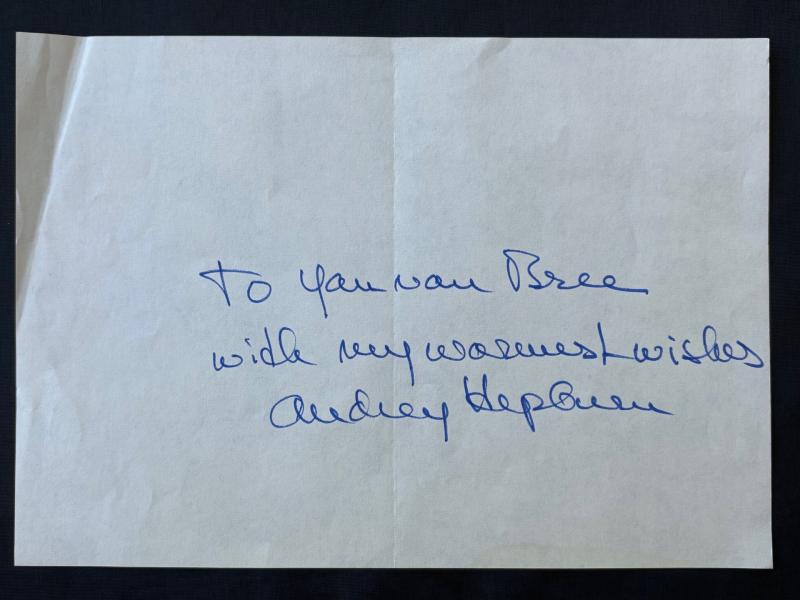 To Yan van Bree
with my warmest wishes
Audrey Hepburn